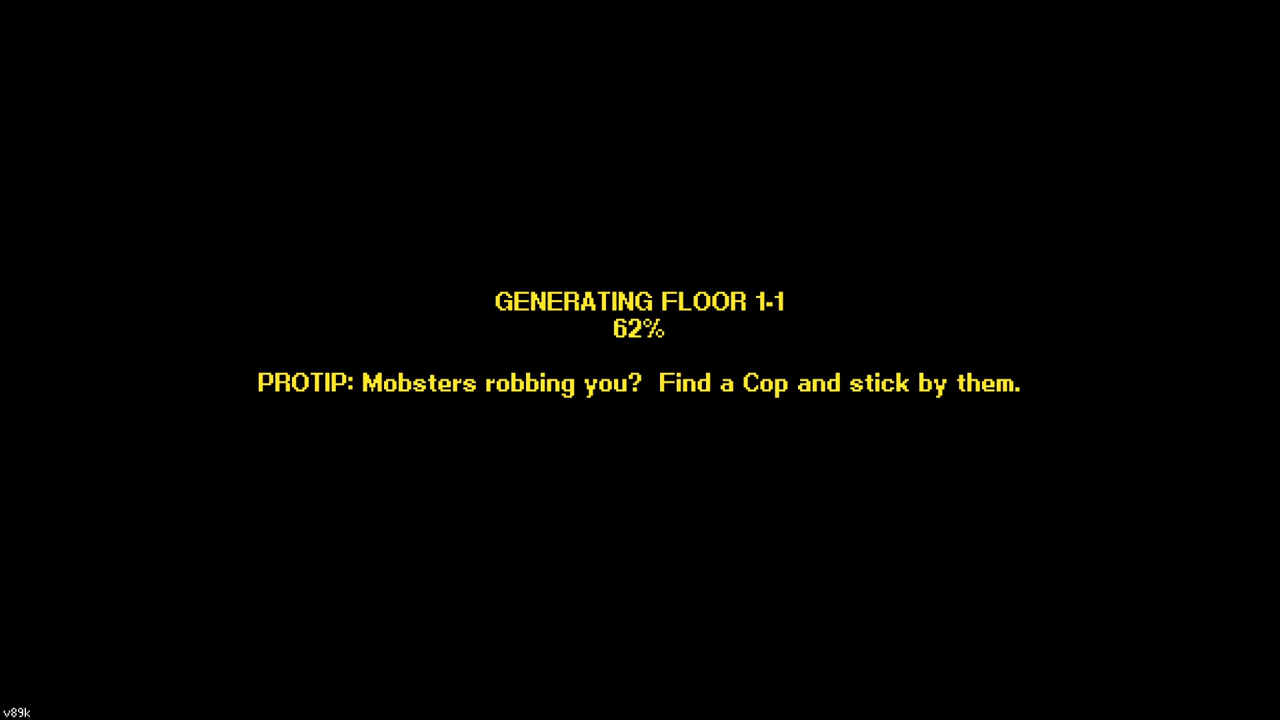 GENERATING FLOOR 1-1
62%
PROTIP: Mobsters robbing you?  Find a Cop and stick by them.
v89k